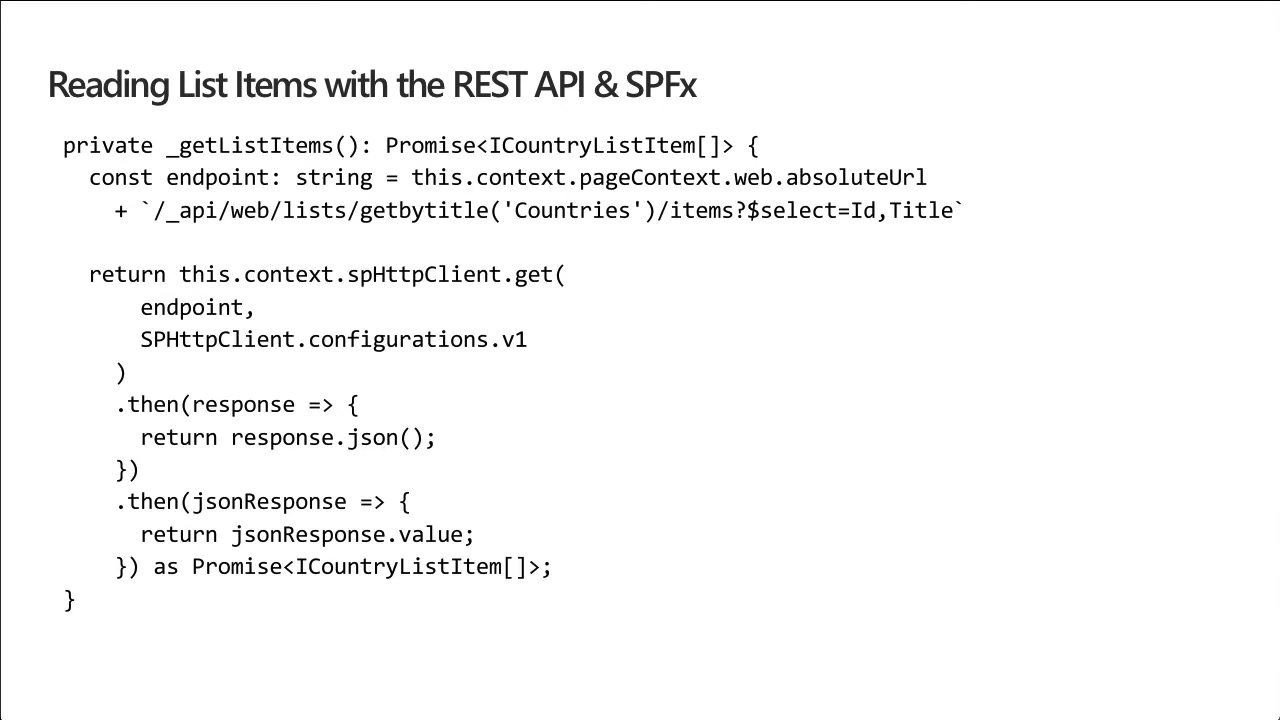 Reading List Items with the REST API & SPFx
private _getListItems(): Promise<ICountryListItem[]> {
  const endpoint: string = this.context.pageContext.web.absoluteUrl
    + `/_api/web/lists/getbytitle('Countries')/items?$select=Id,Title`

  return this.context.spHttpClient.get(
      endpoint,
      SPHttpClient.configurations.v1
    )
    .then(response => {
      return response.json();
    })
    .then(jsonResponse => {
      return jsonResponse.value;
    }) as Promise<ICountryListItem[]>;
}